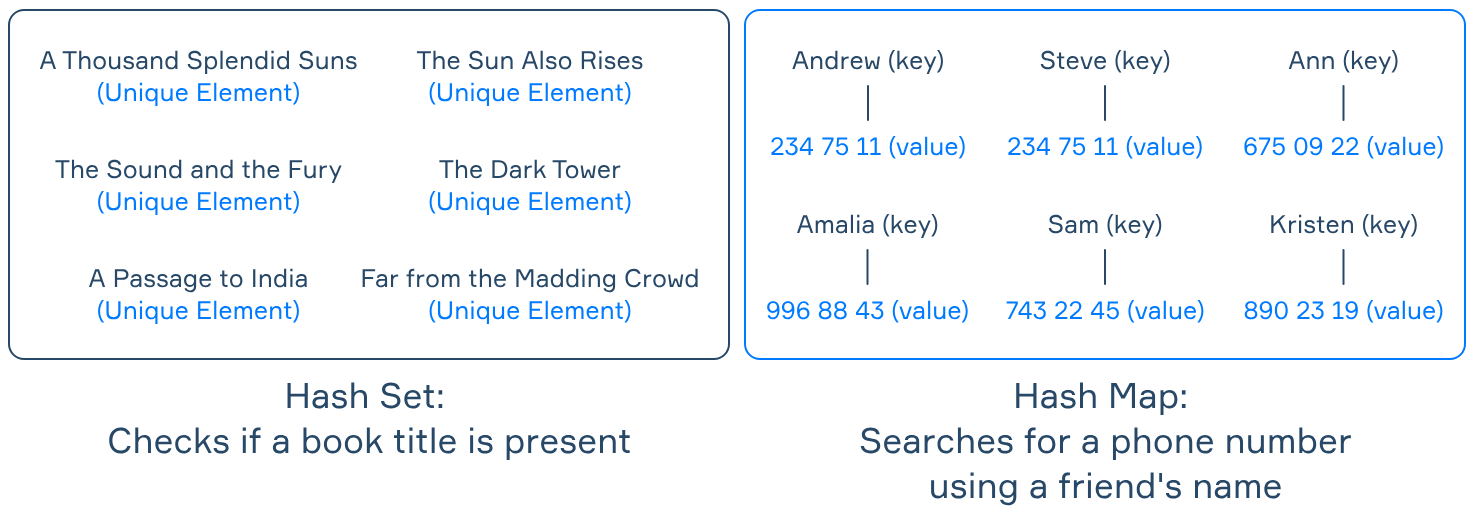 A Thousand Splendid Suns
(Unique Element)
The Sun Also Rises
(Unique Element)
The Sound and the Fury
(Unique Element)
The Dark Tower
(Unique Element)
A Passage to India
(Unique Element)
Far from the Madding Crowd
(Unique Element)
Hash Set:
Checks if a book title is present
Andrew (key)
234 75 11 (value)
Steve (key)
234 75 11 (value)
Ann (key)
675 09 22 (value)
Amalia (key)
996 88 43 (value)
Sam (key)
743 22 45 (value)
Kristen (key)
890 23 19 (value)
Hash Map:
Searches for a phone number
using a friend's name